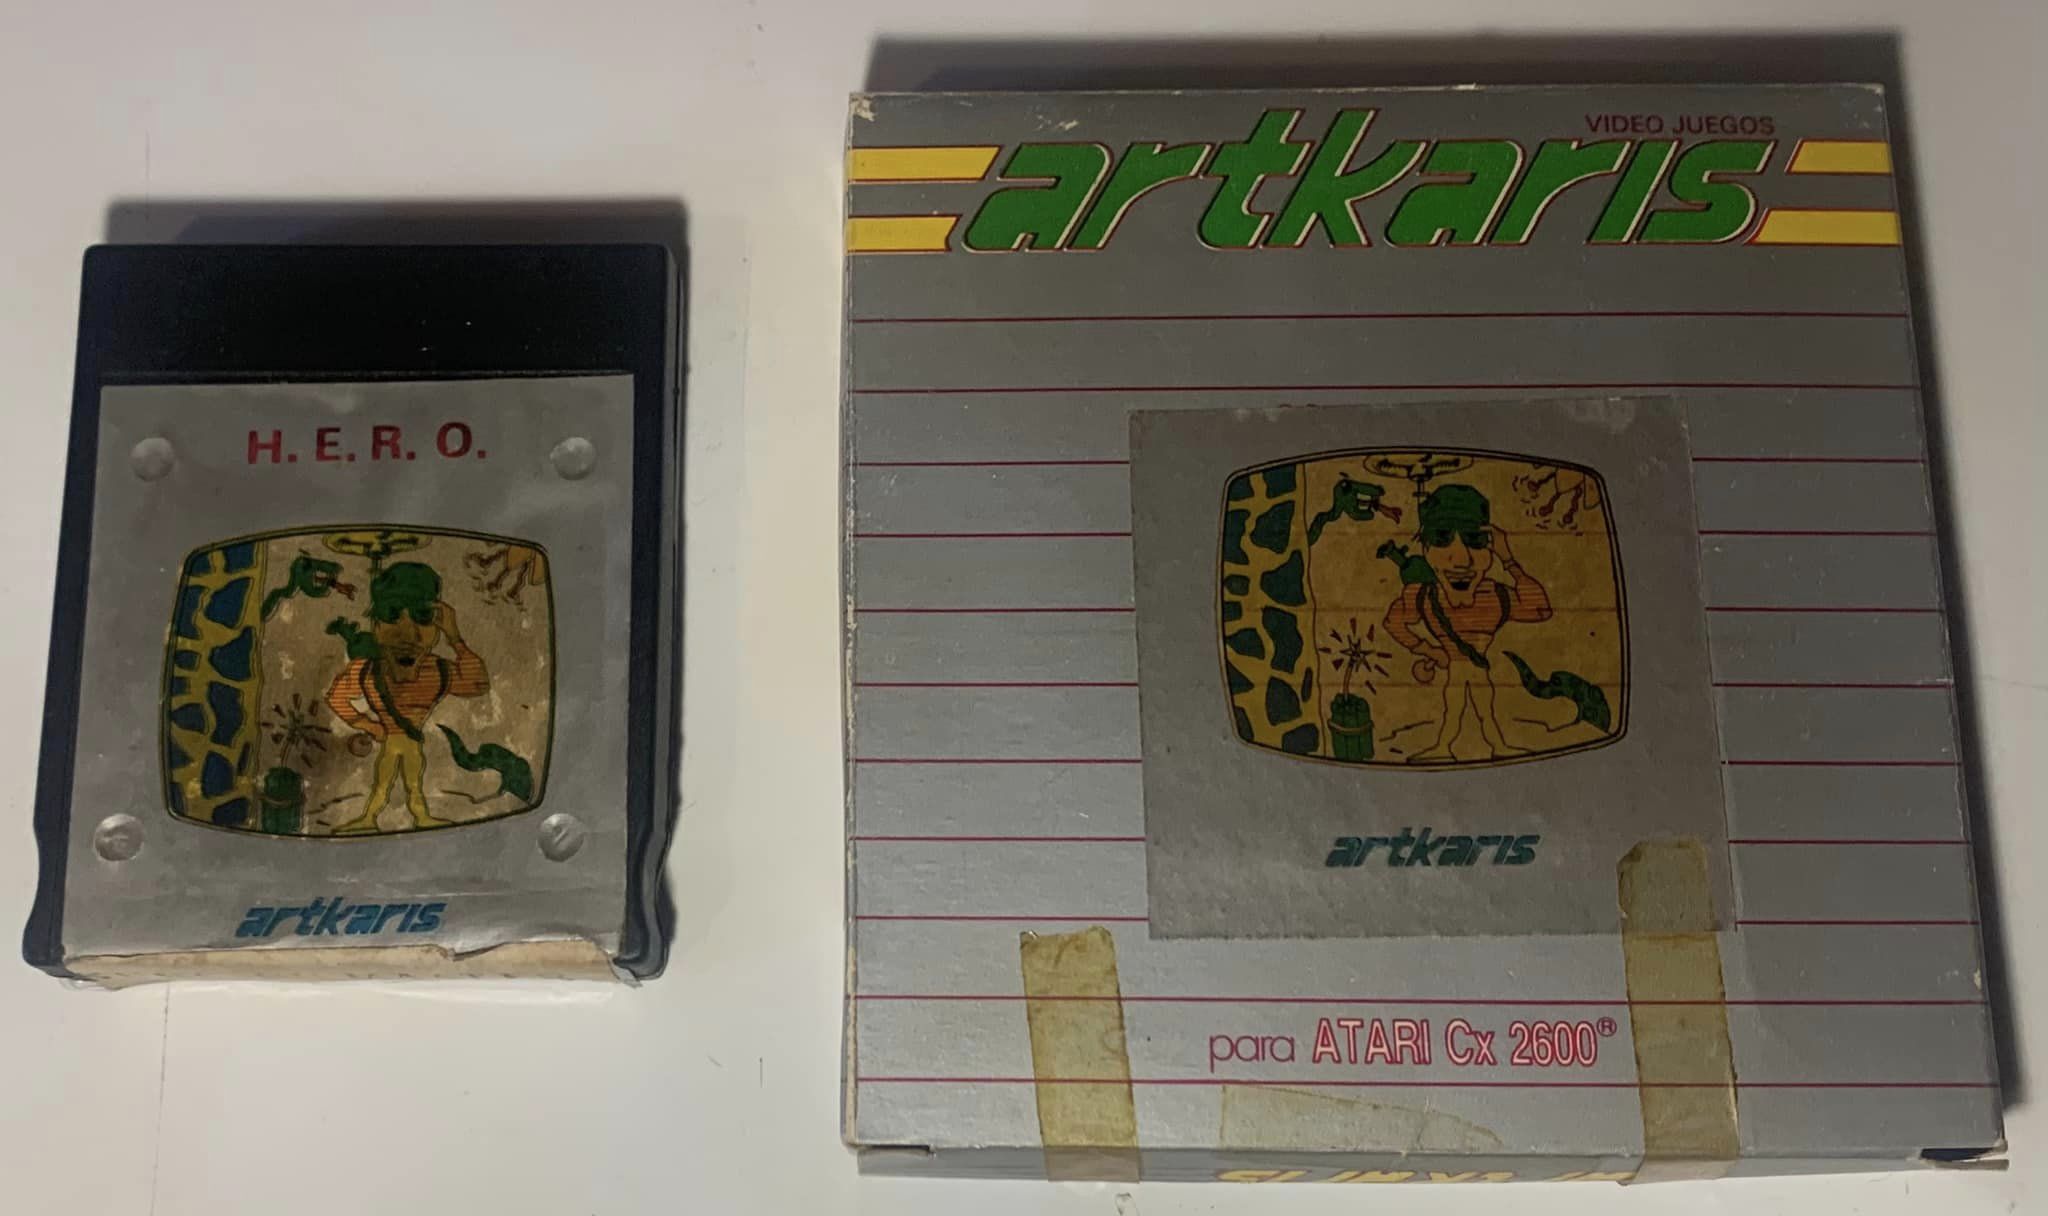 H. E. R. O.
artkaris
VIDEO JUEGOS
artkaris
artkaris
para ATARI Cx 2600®